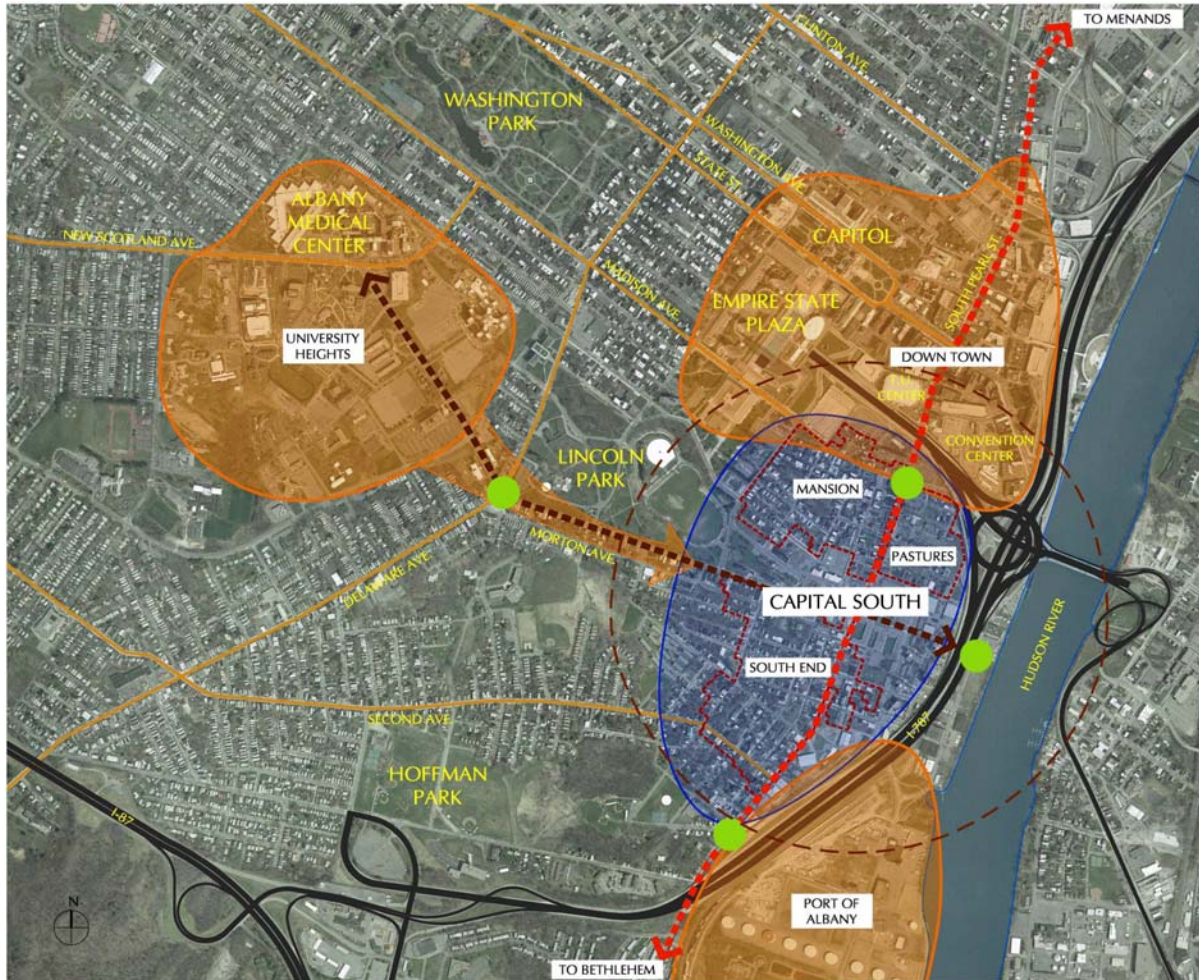 TO MENANDS
CLINTON AVE.
WASHINGTON
PARK
WASHINGTON AVE.
STATE ST.
ALBANY
MEDICAL
CENTER
NEW SCOTLAND AVE.
CAPITOL
SOUTH PEARL ST
MADISON AVE.
EMPIRE STATE
PLAZA
UNIVERSITY
HEIGHTS
DOWN TOWN
T.U.
CENTER
CONVENTION
CENTER
LINCOLN
PARK
MANSION
MORTON AVE.
PASTURES
DELAWARE AVE.
CAPITAL SOUTH
HUDSON RIVER
SOUTH END
SECOND AVE.
I-787
HOFFMAN
PARK
I-87
N
PORT OF
ALBANY
TO BETHLEHEM